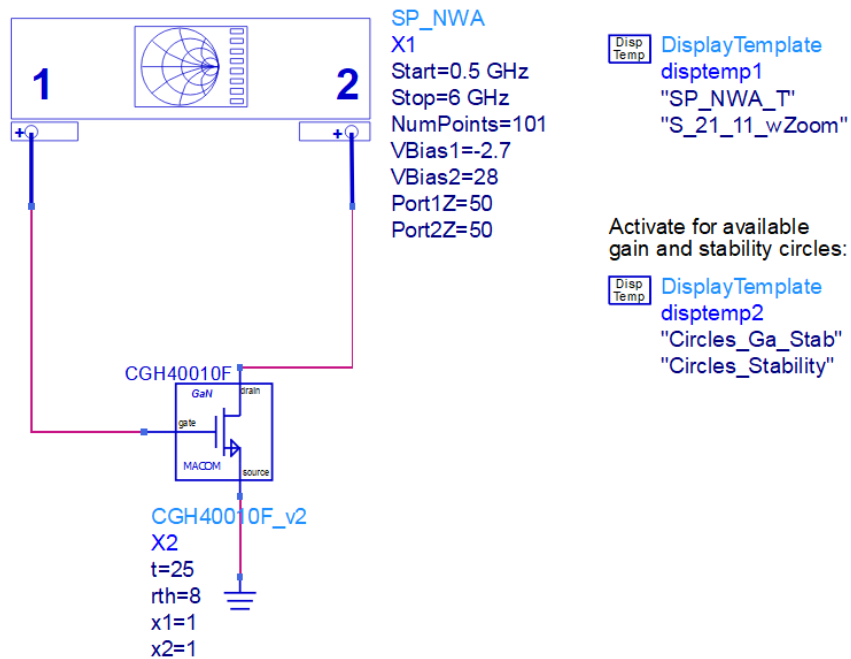 1
2
+
+
SP_NWA
X1
Start=0.5 GHz
Stop=6 GHz
NumPoints=101
VBias1=-2.7
VBias2=28
Port1Z=50
Port2Z=50
Disp
Temp
DisplayTemplate
disptemp1
"SP_NWA_T"
"S_21_11_wZoom"
Activate for available
gain and stability circles:
Disp
Temp
DisplayTemplate
disptemp2
"Circles_Ga_Stab"
"Circles_Stability"
CGH40010F
GaN
drain
gate
MACOM
source
CGH40010F_v2
X2
t=25
rth=8
x1=1
x2=1